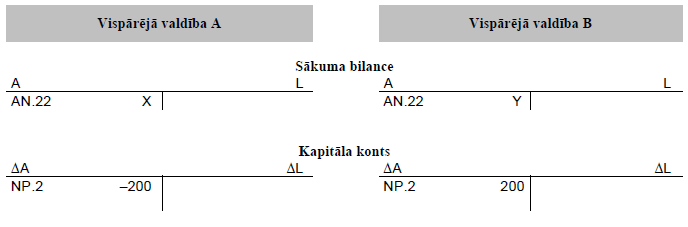 Vispārējā valdība A Vispārējā valdība B
Sākuma bilance
A L A L
AN.22 X AN.22 Y
Kapitāla konts
ΔA ΔL ΔA ΔL
NP.2 –200 NP.2 200